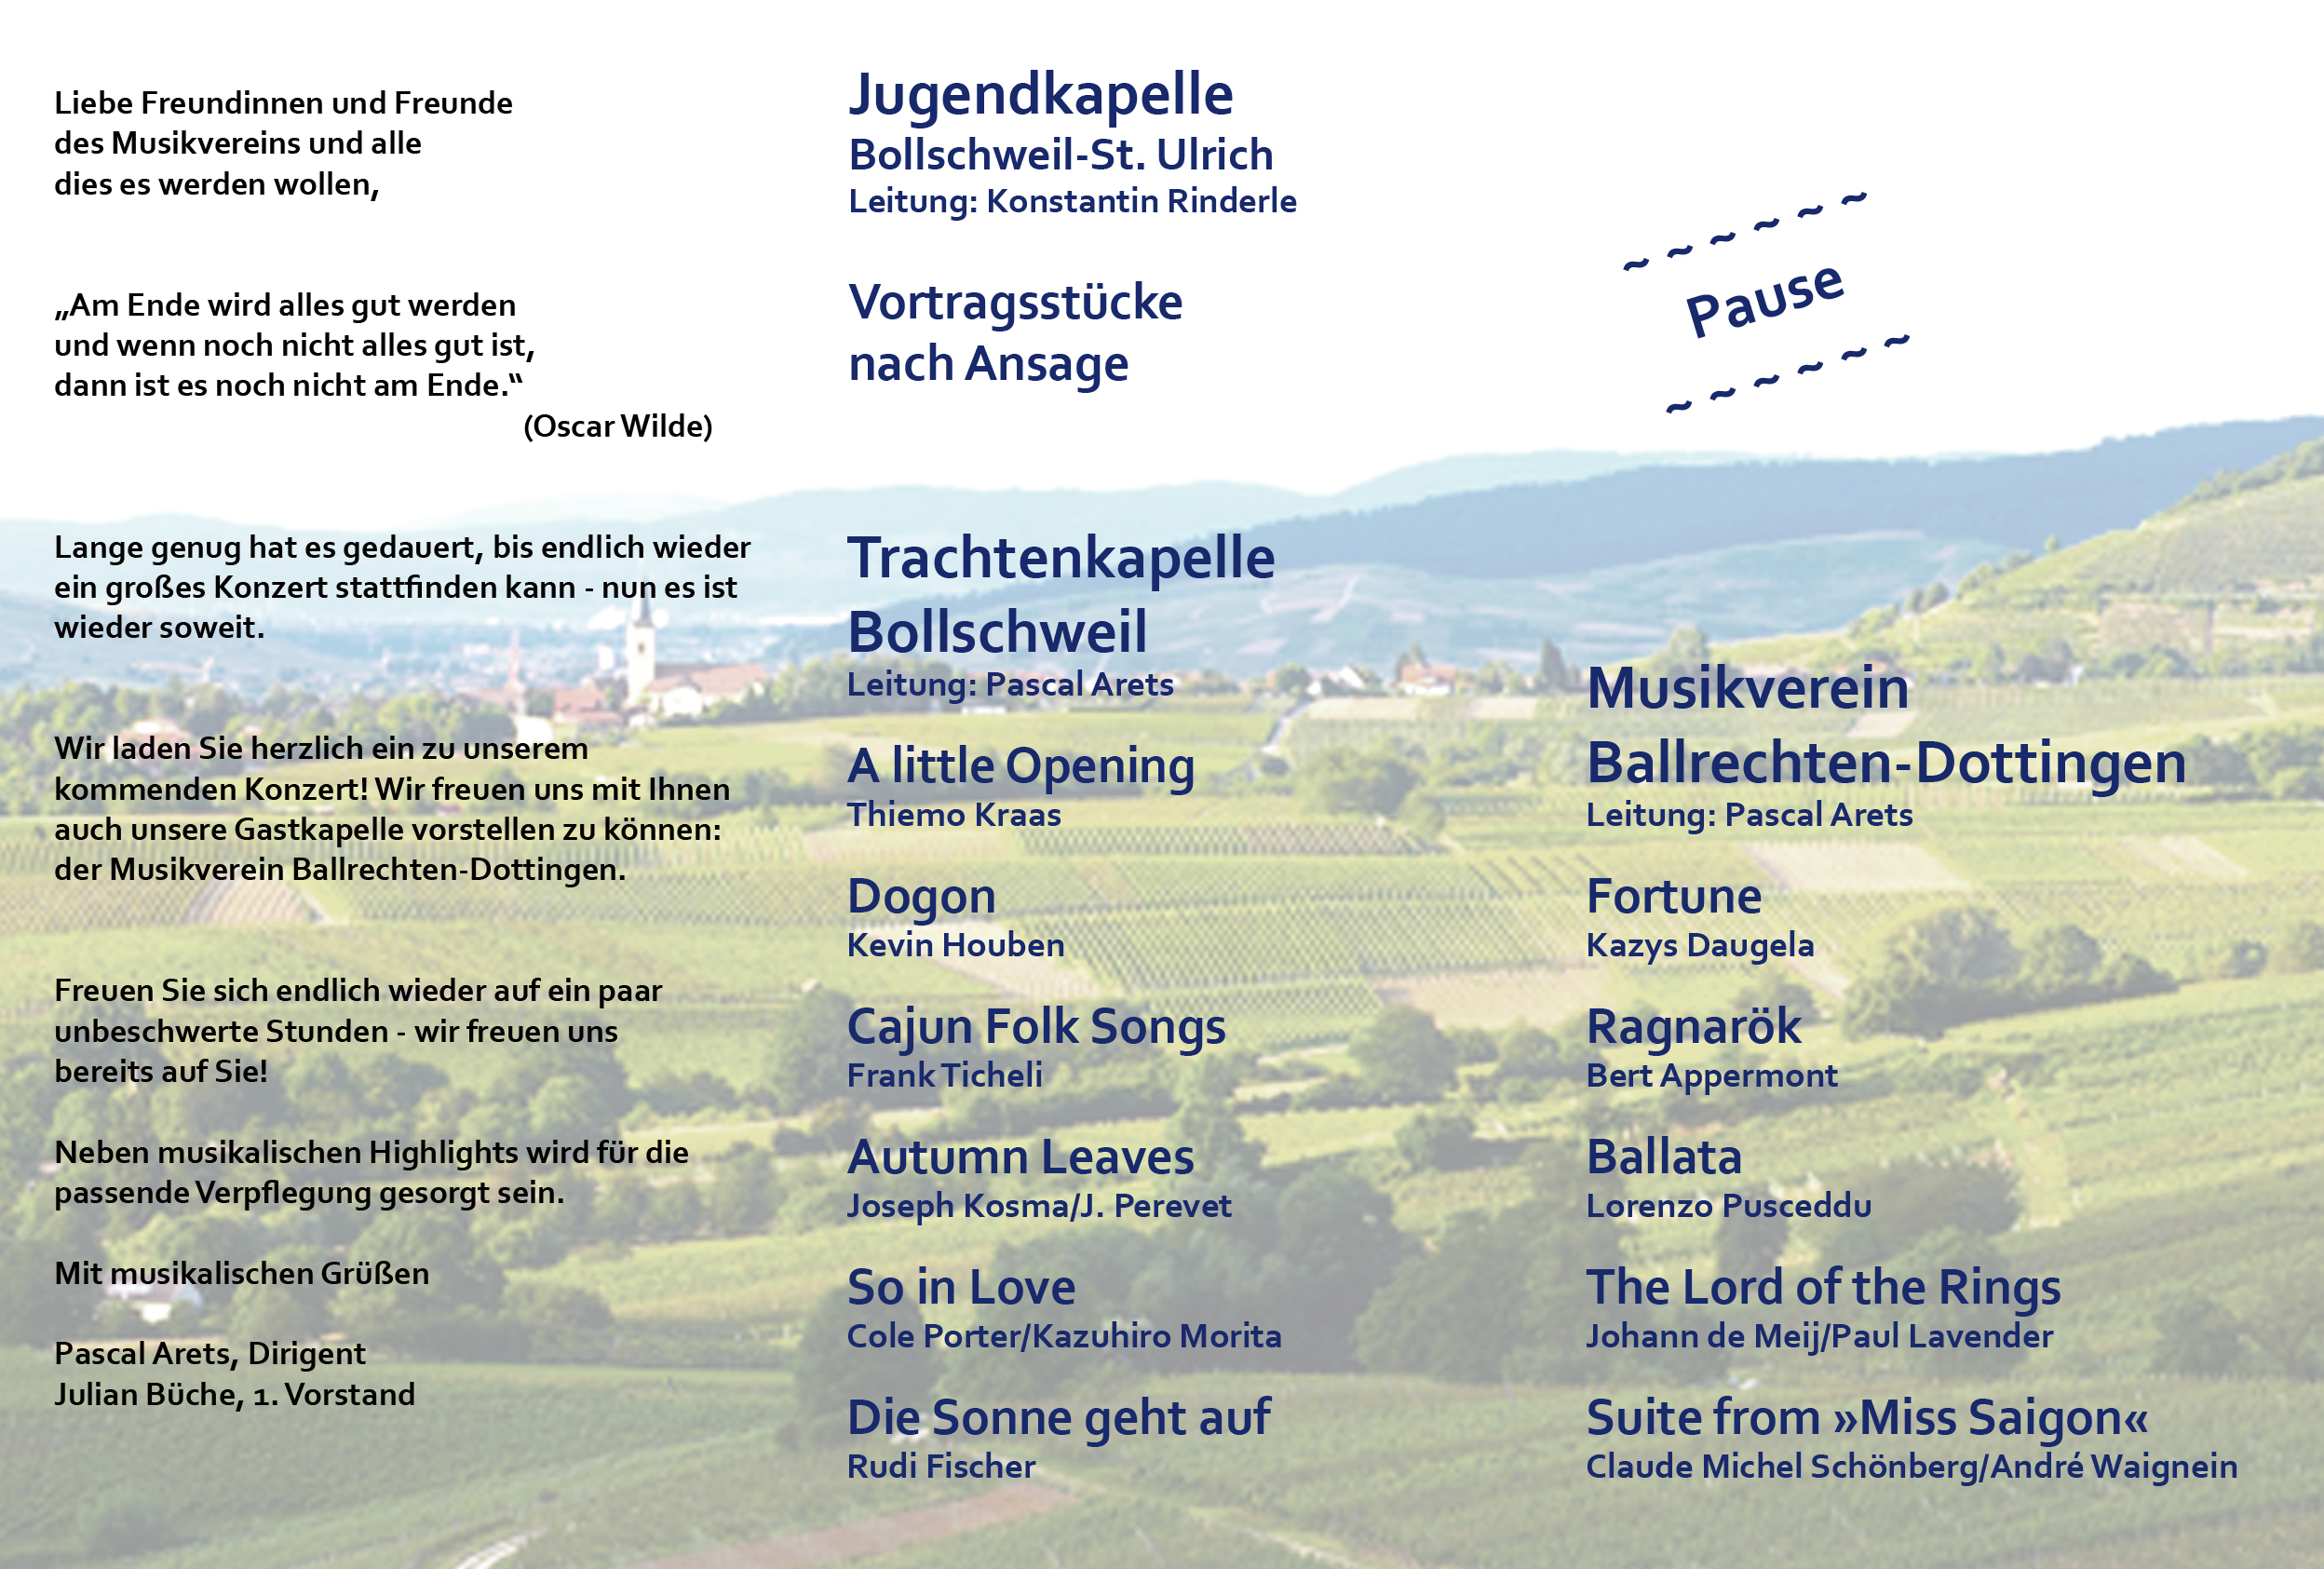 Liebe Freundinnen und Freunde
des Musikvereins und alle
dies es werden wollen,
„Am Ende wird alles gut werden
und wenn noch nicht alles gut ist,
dann ist es noch nicht am Ende.“
(Oscar Wilde)
Lange genug hat es gedauert, bis endlich wieder
ein großes Konzert stattfinden kann - nun es ist
wieder soweit.
Wir laden Sie herzlich ein zu unserem
kommenden Konzert! Wir freuen uns mit Ihnen
auch unsere Gastkapelle vorstellen zu können:
der Musikverein Ballrechten-Dottingen.
Freuen Sie sich endlich wieder auf ein paar
unbeschwerte Stunden - wir freuen uns
bereits auf Sie!
Neben musikalischen Highlights wird für die
passende Verpflegung gesorgt sein.
Mit musikalischen Grüßen
Pascal Arets, Dirigent
Julian Büche, 1. Vorstand
Jugendkapelle
Bollschweil-St. Ulrich
Leitung: Konstantin Rinderle
Vortragsstücke
nach Ansage
Trachtenkapelle
Bollschweil
Leitung: Pascal Arets
A little Opening
Thiemo Kraas
Dogon
Kevin Houben
Cajun Folk Songs
Frank Ticheli
Autumn Leaves
Joseph Kosma/J. Perevet
So in Love
Cole Porter/Kazuhiro Morita
Die Sonne geht auf
Rudi Fischer
~ ~ ~ ~ ~ ~
Pause
~ ~ ~ ~ ~ ~
Musikverein
Ballrechten-Dottingen
Leitung: Pascal Arets
Fortune
Kazys Daugela
Ragnarök
Bert Appermont
Ballata
Lorenzo Pusceddu
The Lord of the Rings
Johann de Meij/Paul Lavender
Suite from »Miss Saigon«
Claude Michel Schönberg/André Waignein